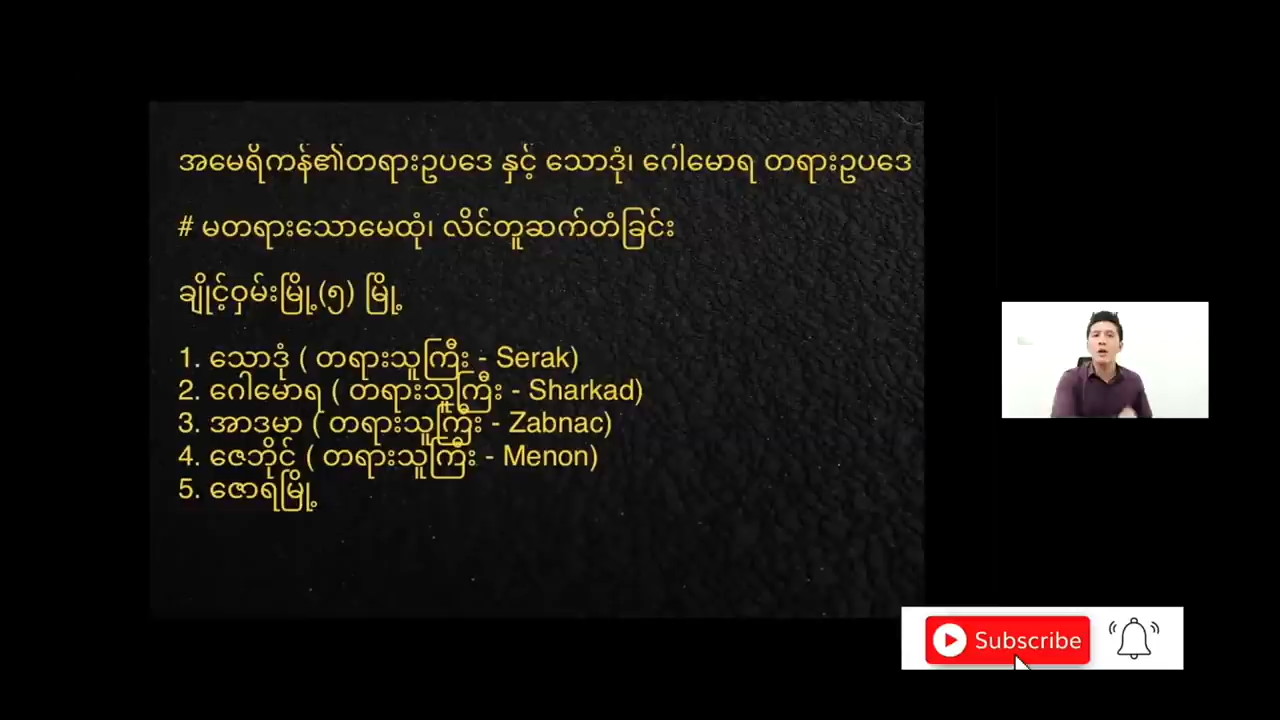 အမေရိကန်၏တရားဥပဒေ နှင့် သောဒုံ၊ ဂေါ်မောရ တရားဥပဒေ
# မတရားသောမေထုံ၊ လိင်တူဆက်တံခြင်း
ချိုင့်ဝှမ်းမြို့(၅) မြို့
1. သောဒုံ ( တရားသူကြီး - Serak)
2. ဂေါမောရ ( တရားသူကြီး - Sharkad)
3. အာဒမာ ( တရားသူကြီး - Zabnac)
4. ဇေဘိုင် ( တရားသူကြီး - Menon)
5. ဇောရမြို့
Subscribe